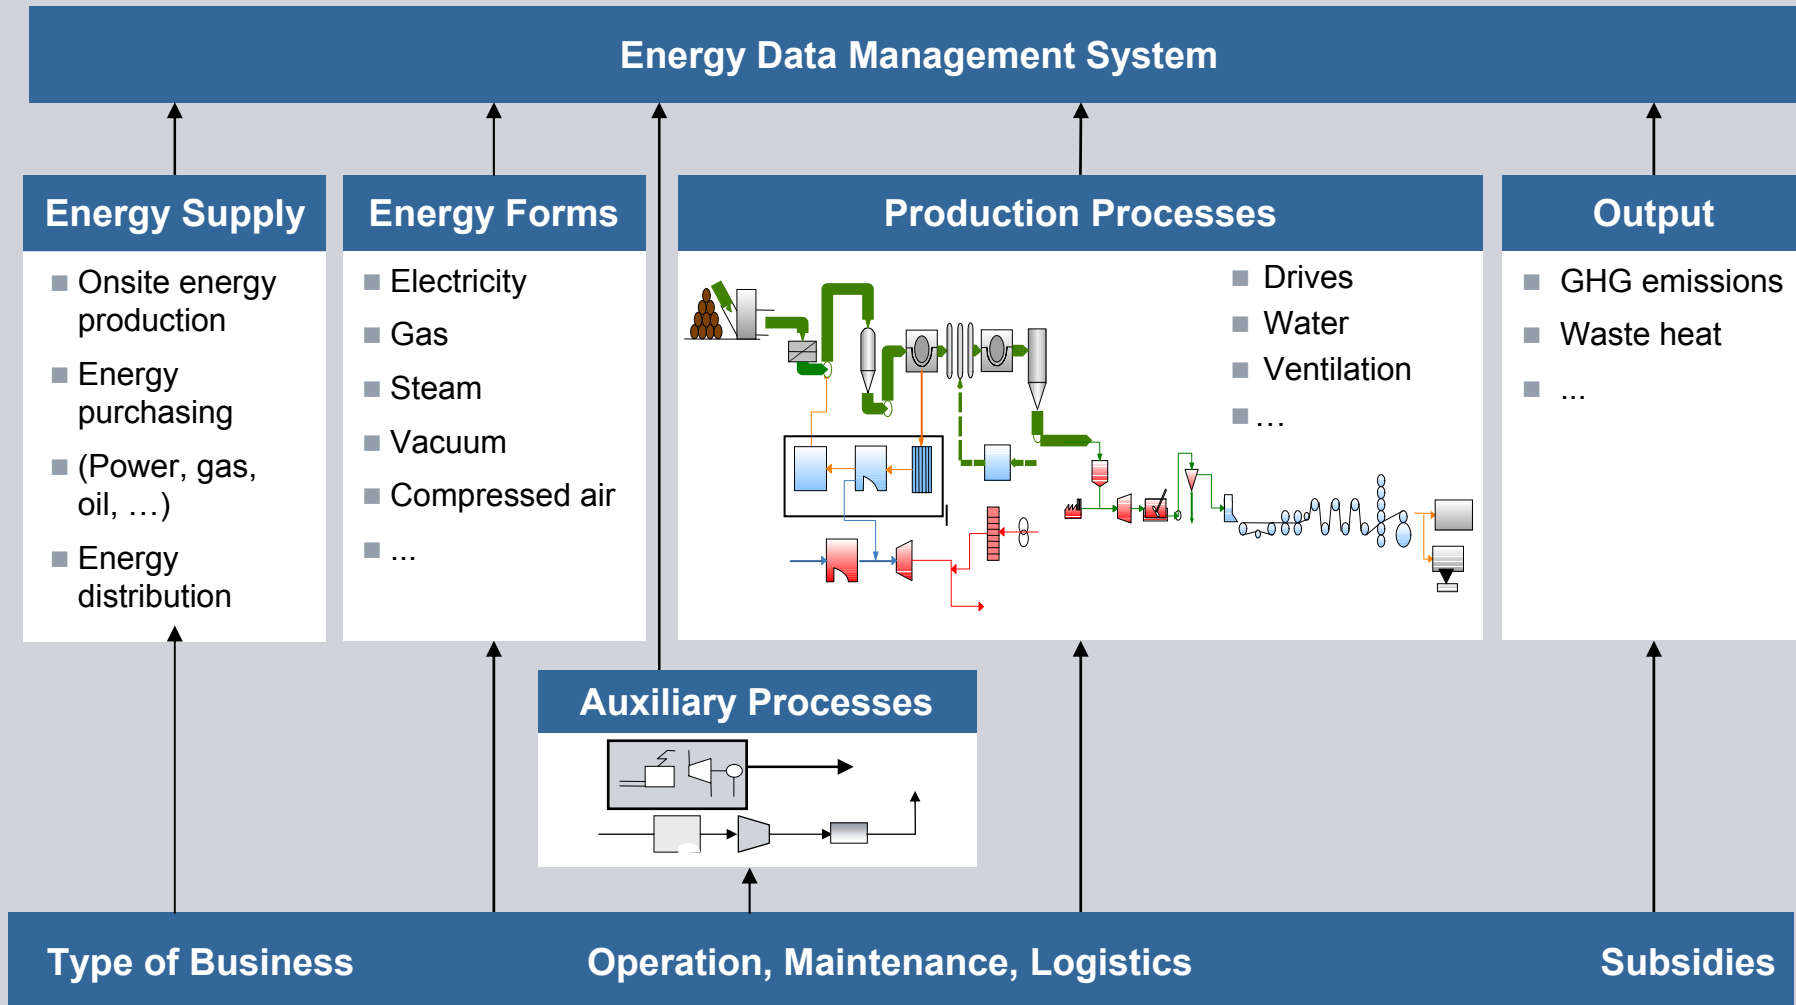 Energy Data Management System
Energy Supply
Onsite energy
production
Energy
purchasing
(Power, gas,
oil, …)
Energy
distribution
Energy Forms
Electricity
Gas
Steam
Vacuum
Compressed air
...
Production Processes
Drives
Water
Ventilation
…
Output
GHG emissions
Waste heat
...
Auxiliary Processes
Type of Business
Operation, Maintenance, Logistics
Subsidies